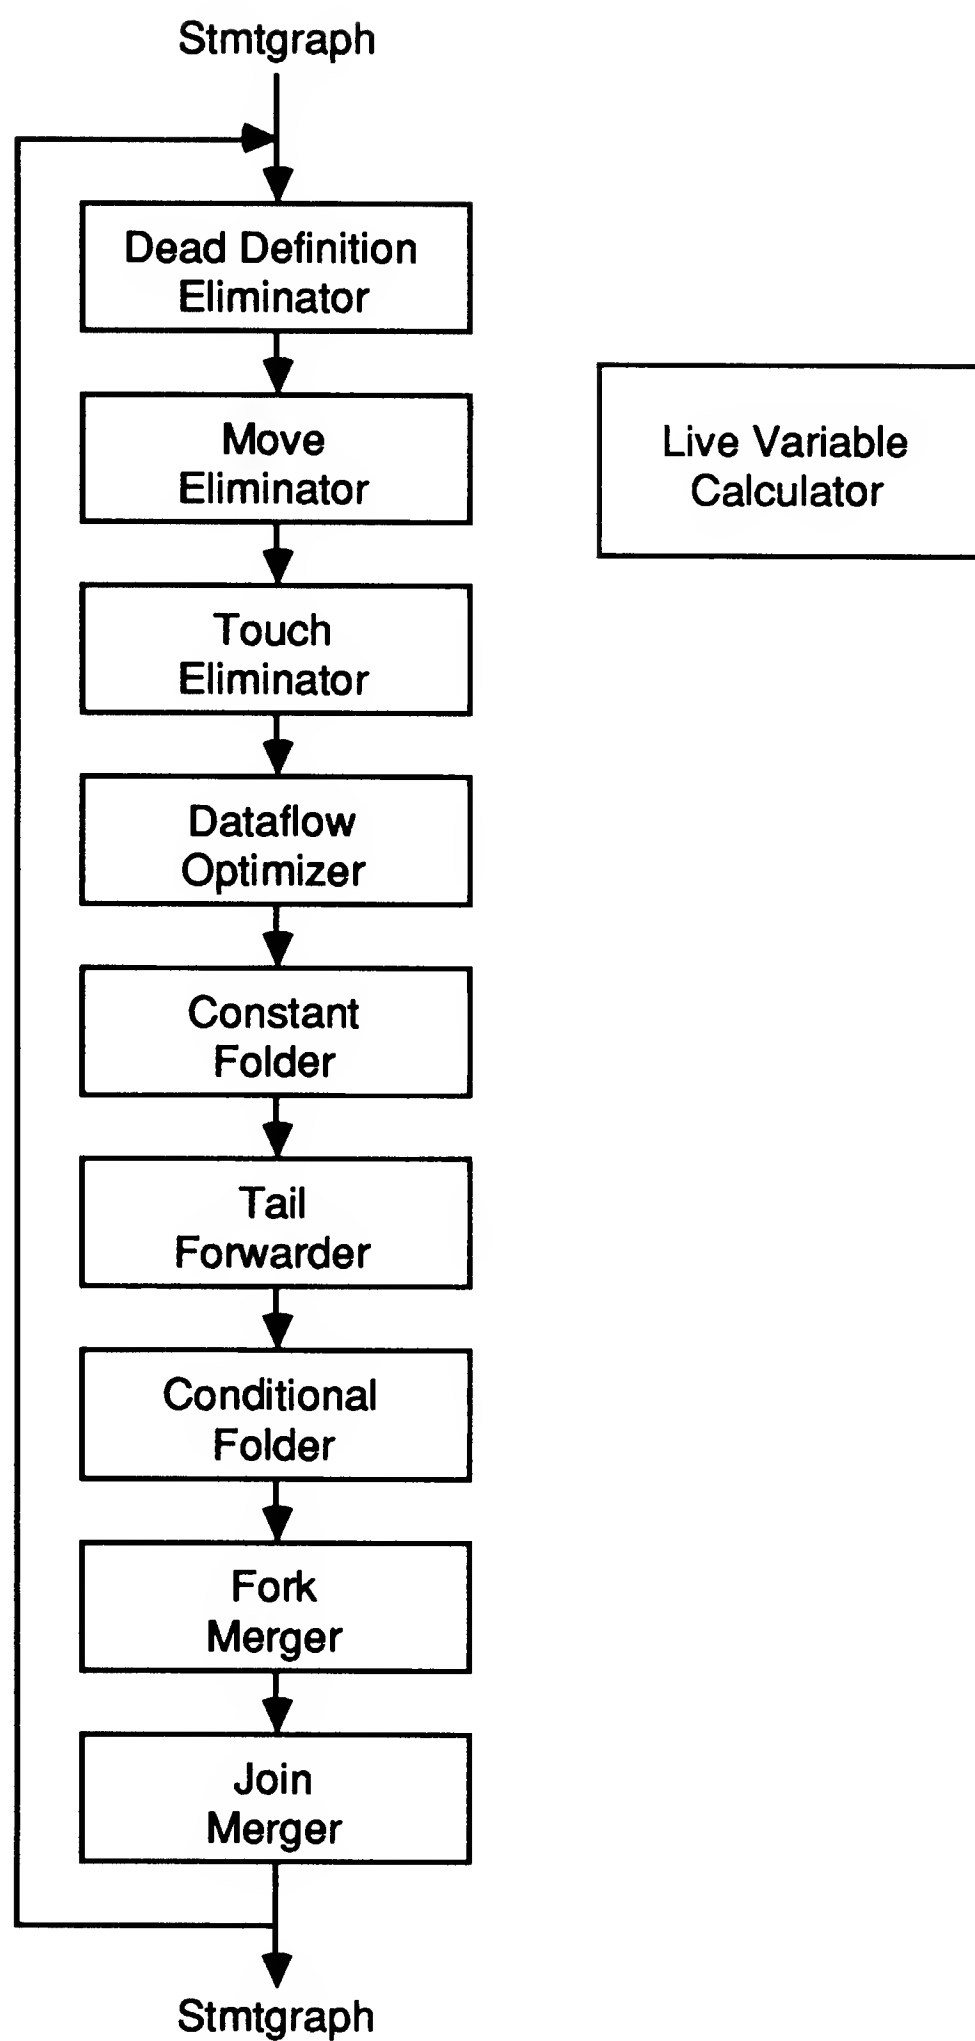 Stmtgraph
Dead Definition
Eliminator
Move
Eliminator
Live Variable
Calculator
Touch
Eliminator
Dataflow
Optimizer
Constant
Folder
Tail
Forwarder
Conditional
Folder
Fork
Merger
Join
Merger
Stmtgraph